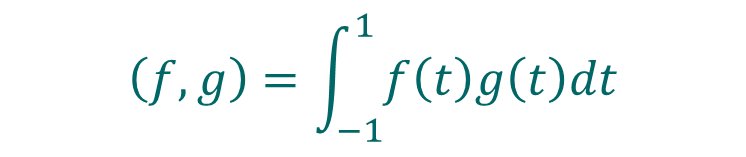 (f, g) = ∫_{-1}^{1} f(t)g(t)dt